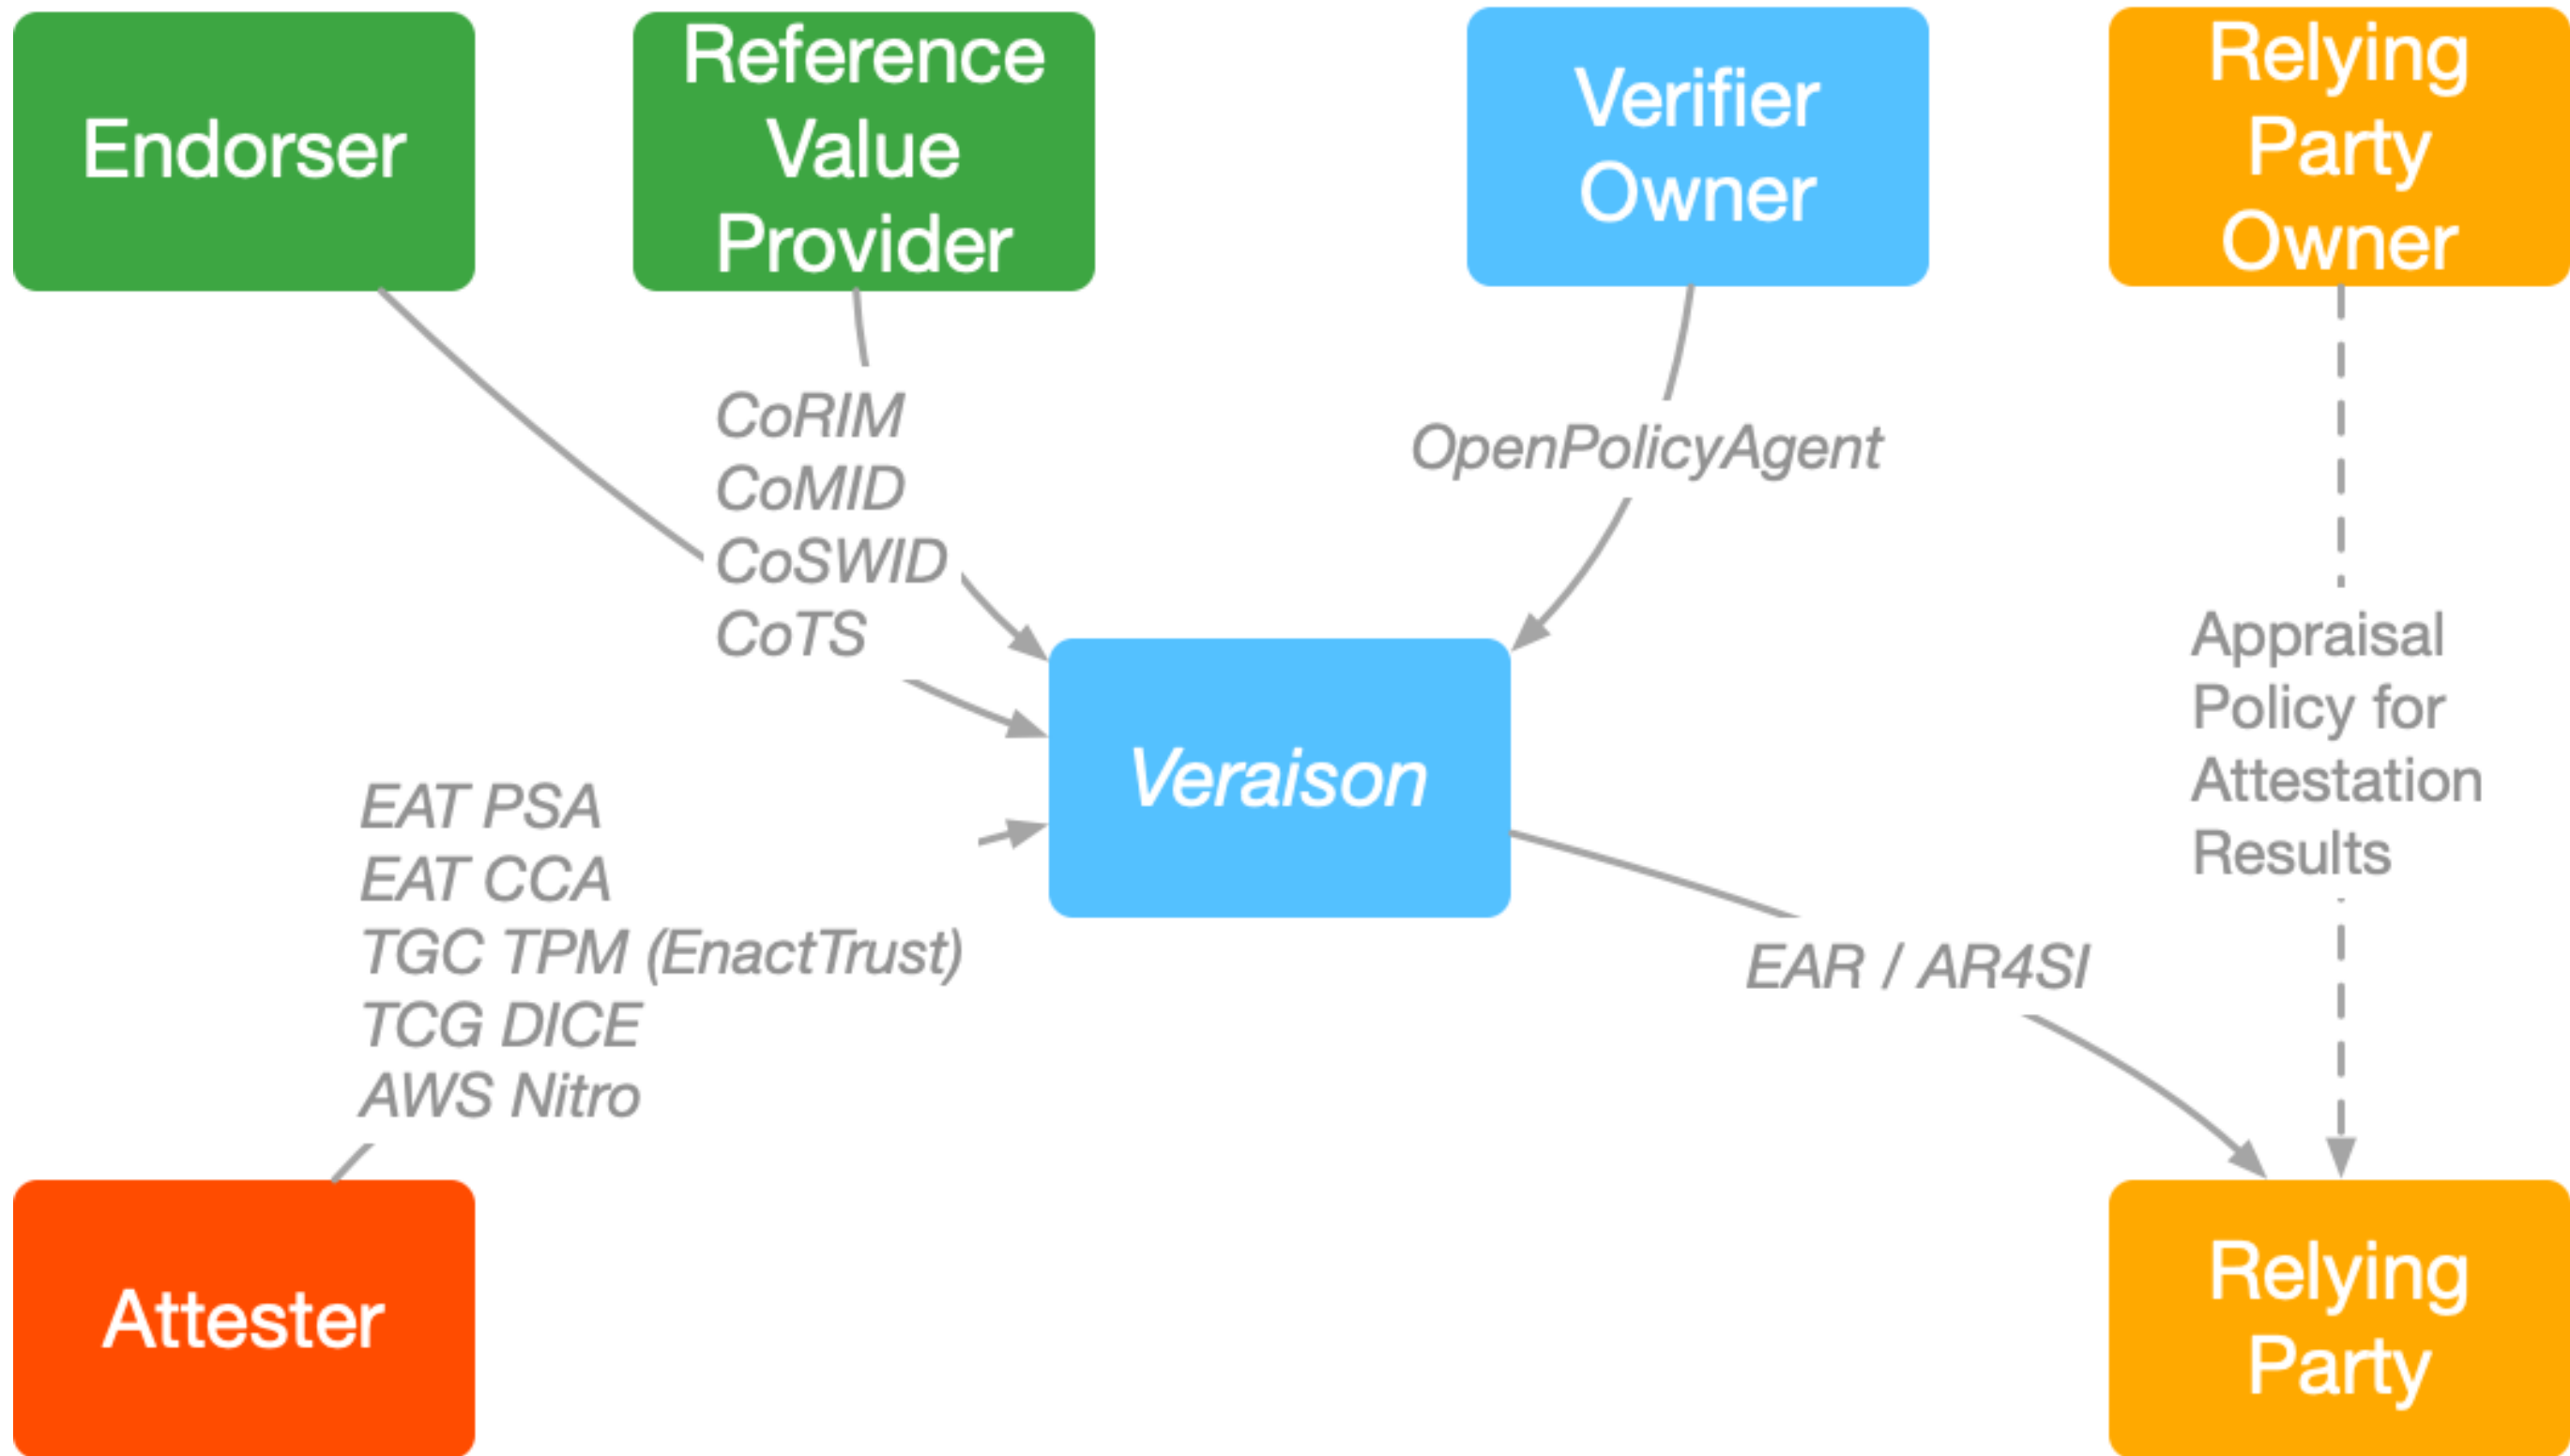 Endorser
Reference
Value
Provider
Verifier
Owner
Relying
Party
Owner
CoRIM
CoMID
CoSWID
CoTS
OpenPolicyAgent
Appraisal
Policy for
Attestation
Results
Veraison
EAT PSA
EAT CCA
TGC TPM (EnactTrust)
TCG DICE
AWS Nitro
EAR / AR4SI
Attester
Relying
Party